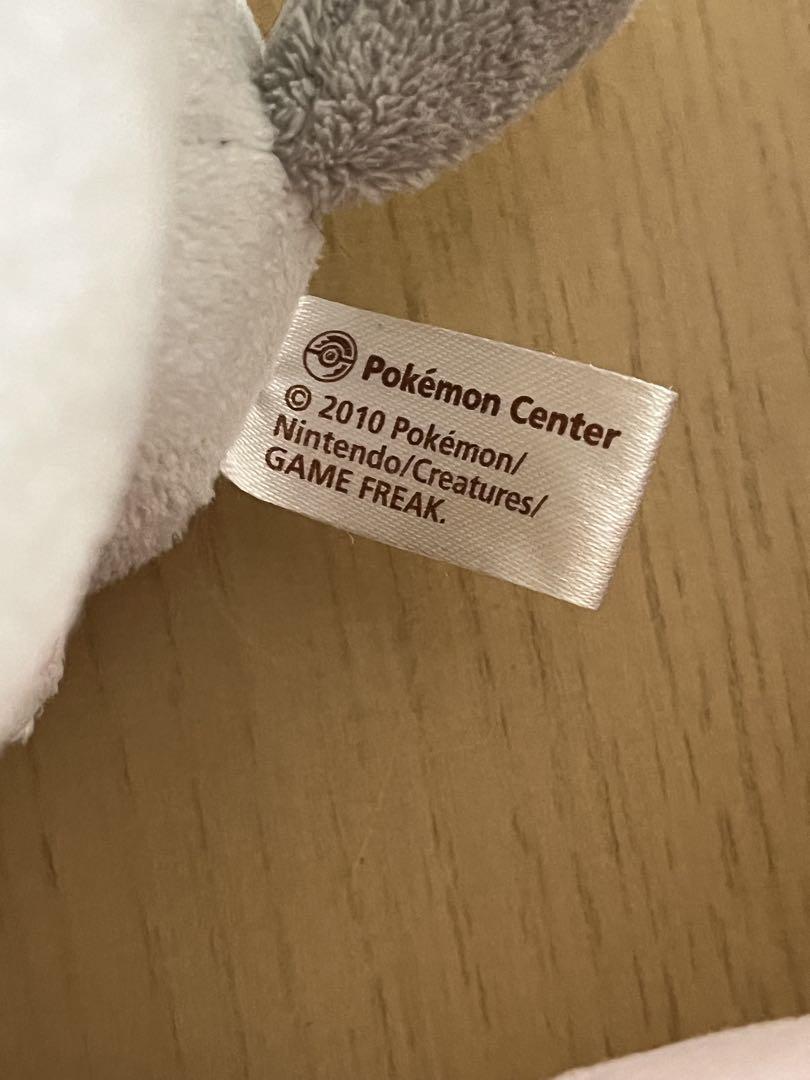 Pokémon Center
© 2010 Pokémon/
Nintendo/Creatures/
GAME FREAK.